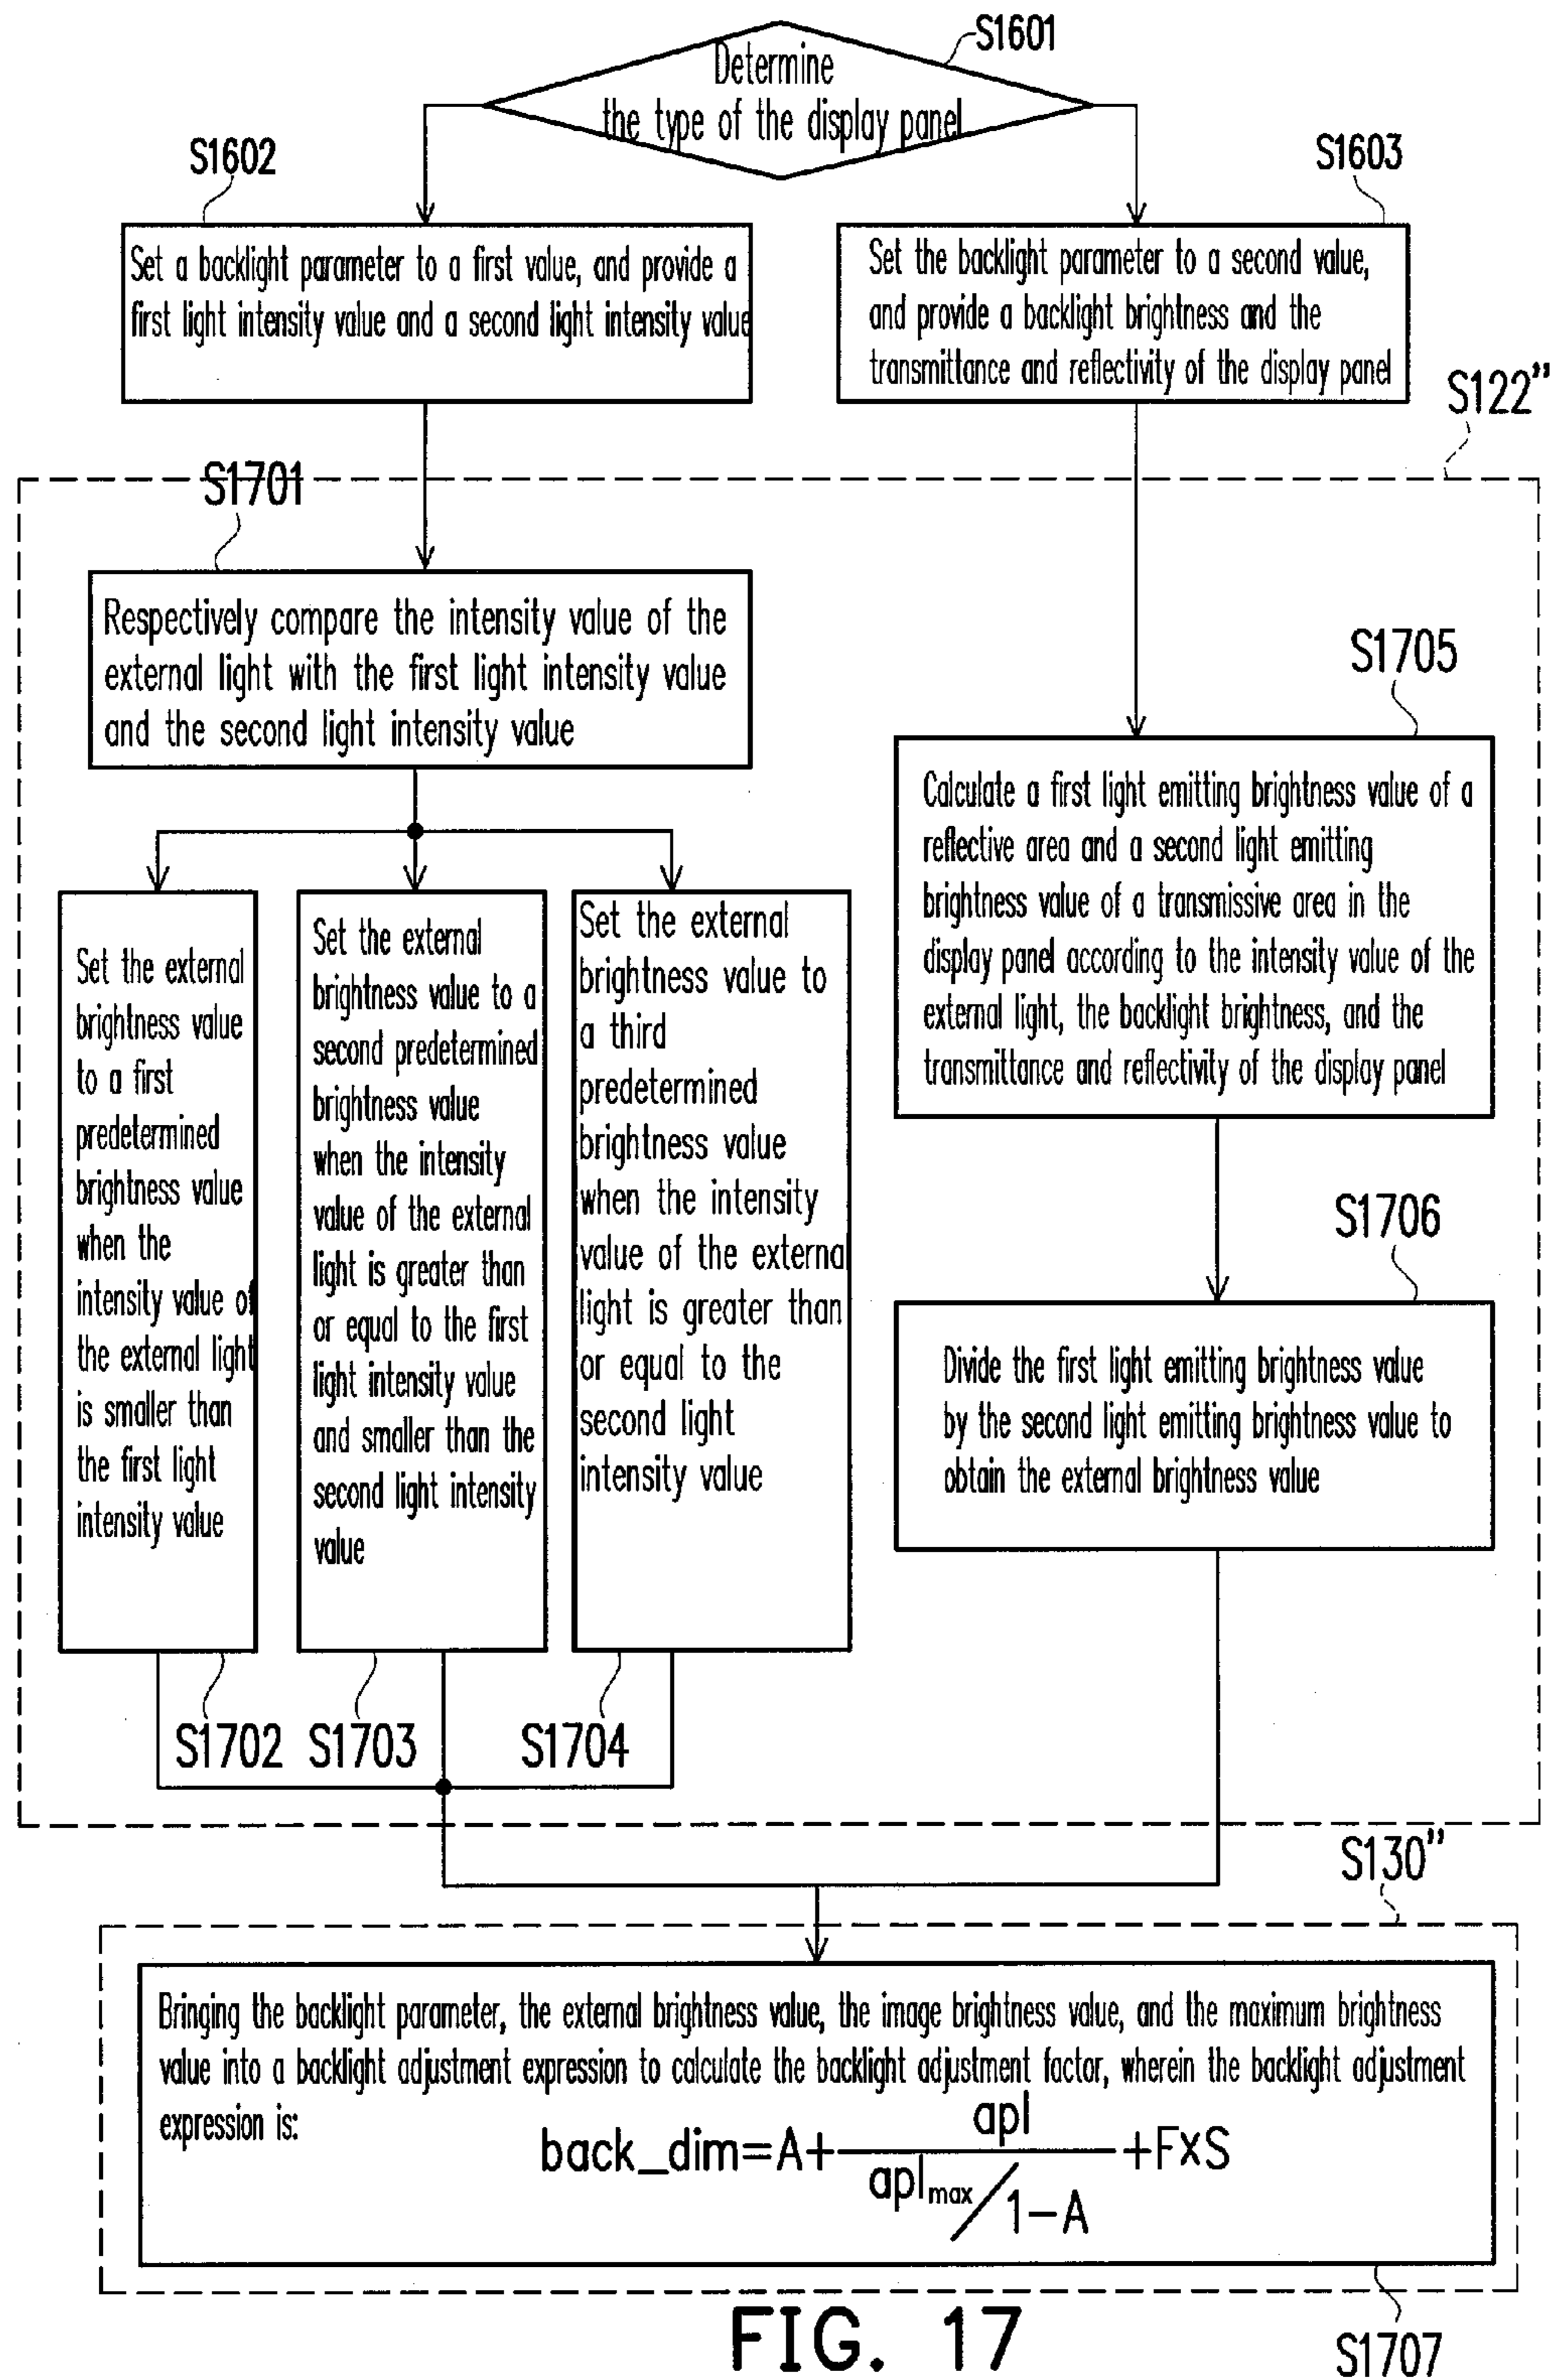 S1601
Determine
the type of the display panel
S1602
Set a backlight parameter to a first value, and provide a
first light intensity value and a second light intensity value
S1603
Set the backlight parameter to a second value,
and provide a backlight brightness and the
transmittance and reflectivity of the display panel
S122"
S1701
Respectively compare the intensity value of the
external light with the first light intensity value
and the second light intensity value
S1705
Calculate a first light emitting brightness value of a
reflective area and a second light emitting
brightness value of a transmissive area in the
display panel according to the intensity value of the
external light, the backlight brightness, and the
transmittance and reflectivity of the display panel
Set the external
brightness value
to a first
predetermined
brightness value
when the
intensity value of
the external light
is smaller than
the first light
intensity value
Set the external
brightness value to a
second predetermined
brightness value
when the intensity
value of the external
light is greater than
or equal to the first
light intensity value
and smaller than the
second light intensity
value
Set the external
brightness value to
a third
predetermined
brightness value
when the intensity
value of the external
light is greater than
or equal to the
second light
intensity value
S1706
Divide the first light emitting brightness value
by the second light emitting brightness value to
obtain the external brightness value
S1702
S1703
S1704
S130"
Bringing the backlight parameter, the external brightness value, the image brightness value, and the maximum brightness
value into a backlight adjustment expression to calculate the backlight adjustment factor, wherein the backlight adjustment
expression is:
back_dim=A+ apl / (aplmax/1-A) +F×S
FIG. 17
S1707